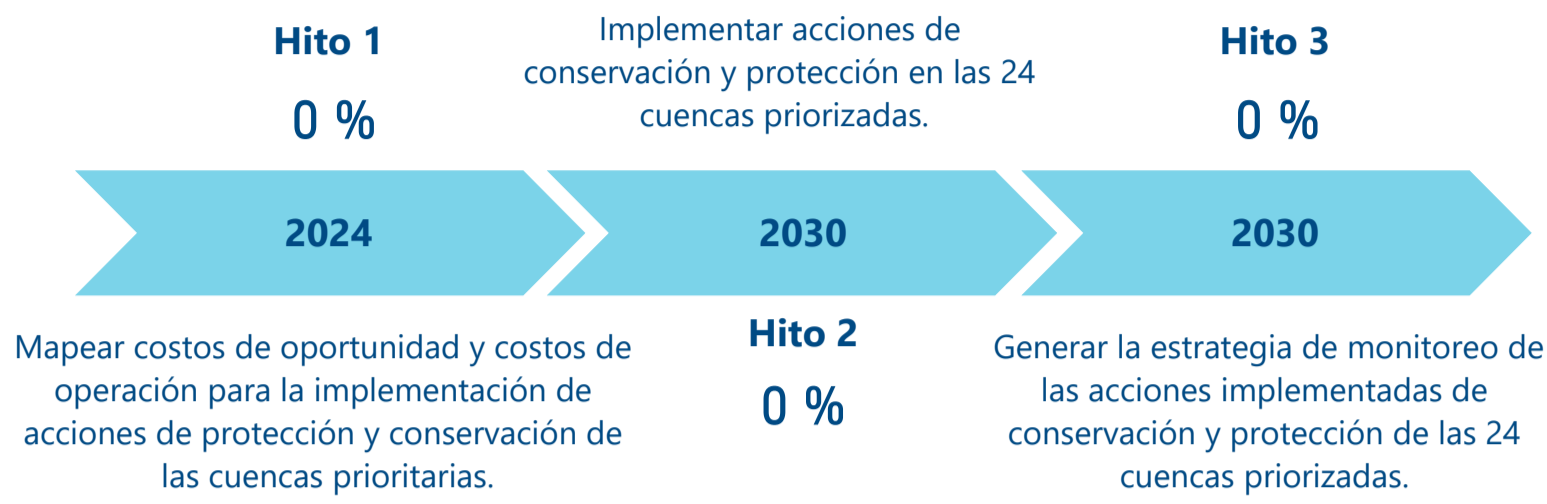 Hito 1
0 %
2024
Mapear costos de oportunidad y costos de
operación para la implementación de
acciones de protección y conservación de
las cuencas prioritarias.
Implementar acciones de
conservación y protección en las 24
cuencas priorizadas.
2030
Hito 2
0 %
Hito 3
0 %
2030
Generar la estrategia de monitoreo de
las acciones implementadas de
conservación y protección de las 24
cuencas priorizadas.